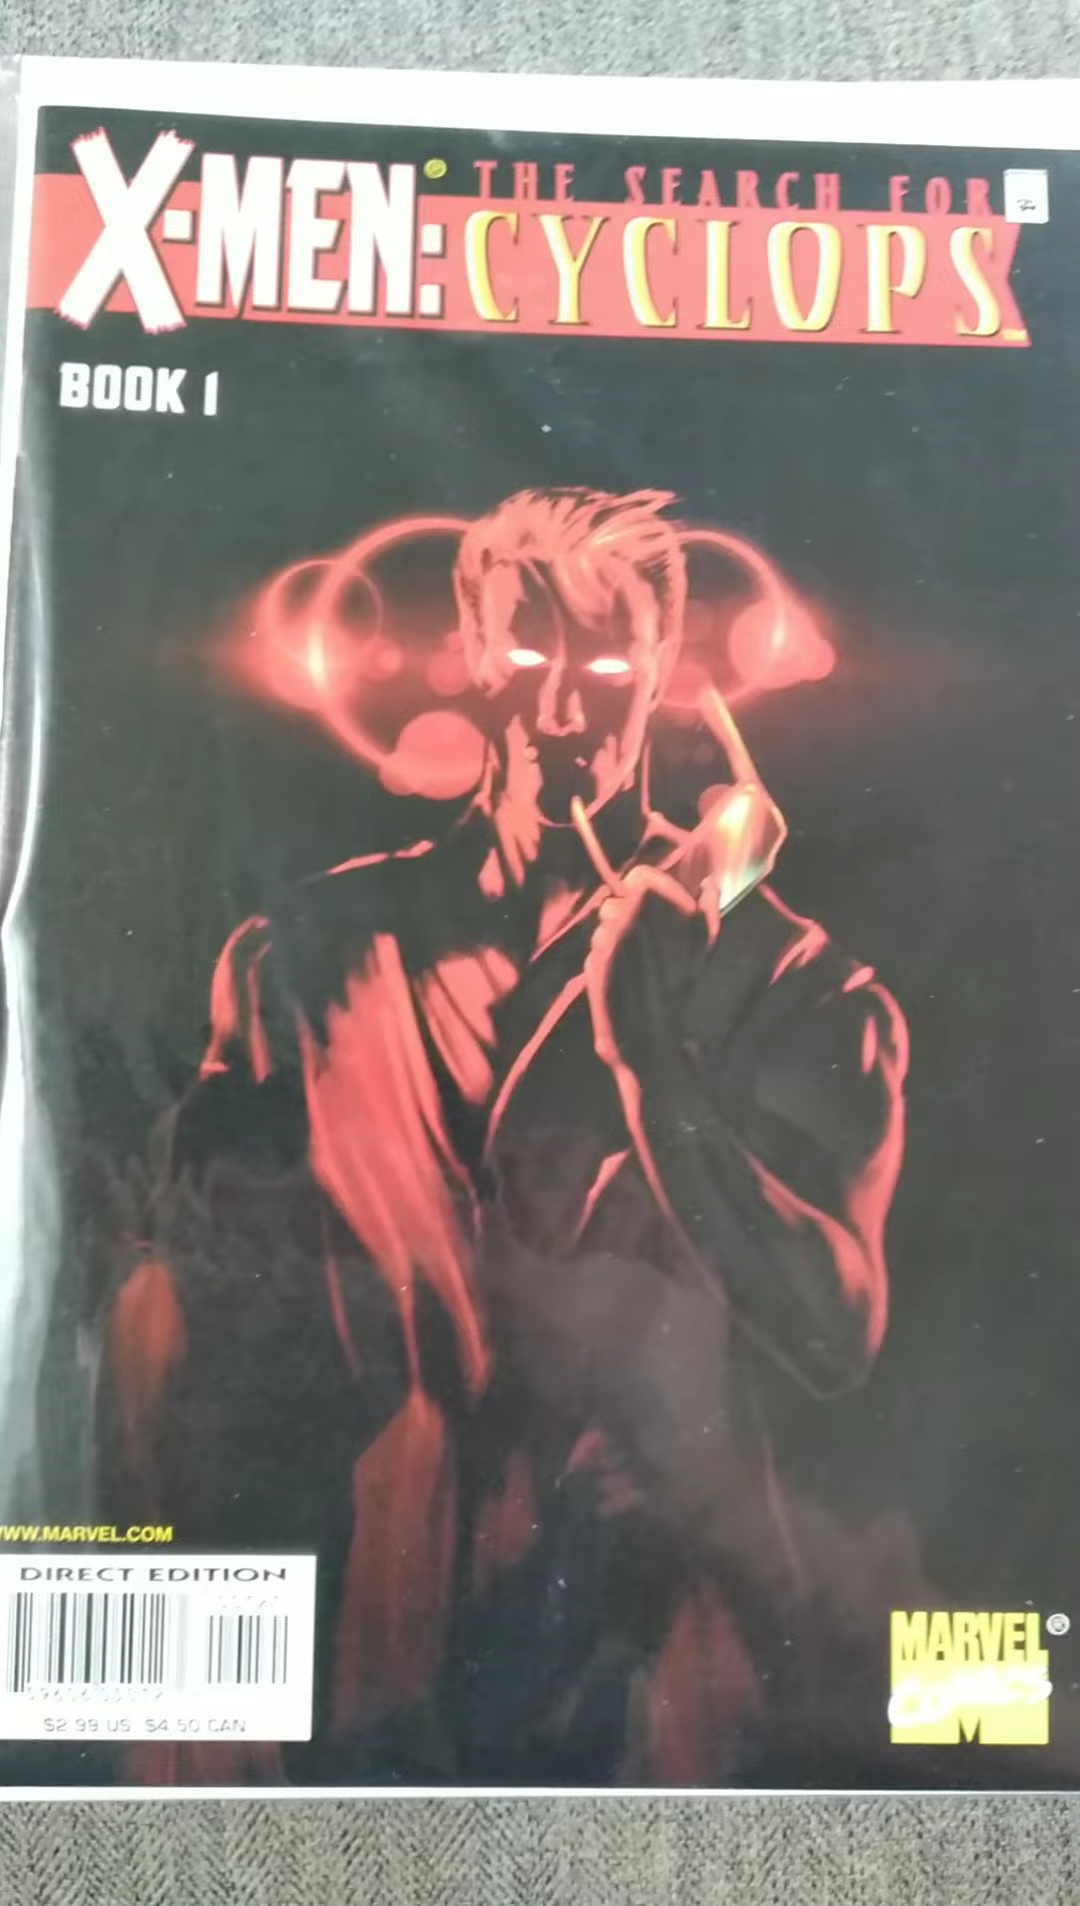 X-MEN:® THE SEARCH FOR
CYCLOPS™
BOOK 1
WWW.MARVEL.COM
DIRECT EDITION
$2.99 US $4.50 CAN
MARVEL®
COMICS
M